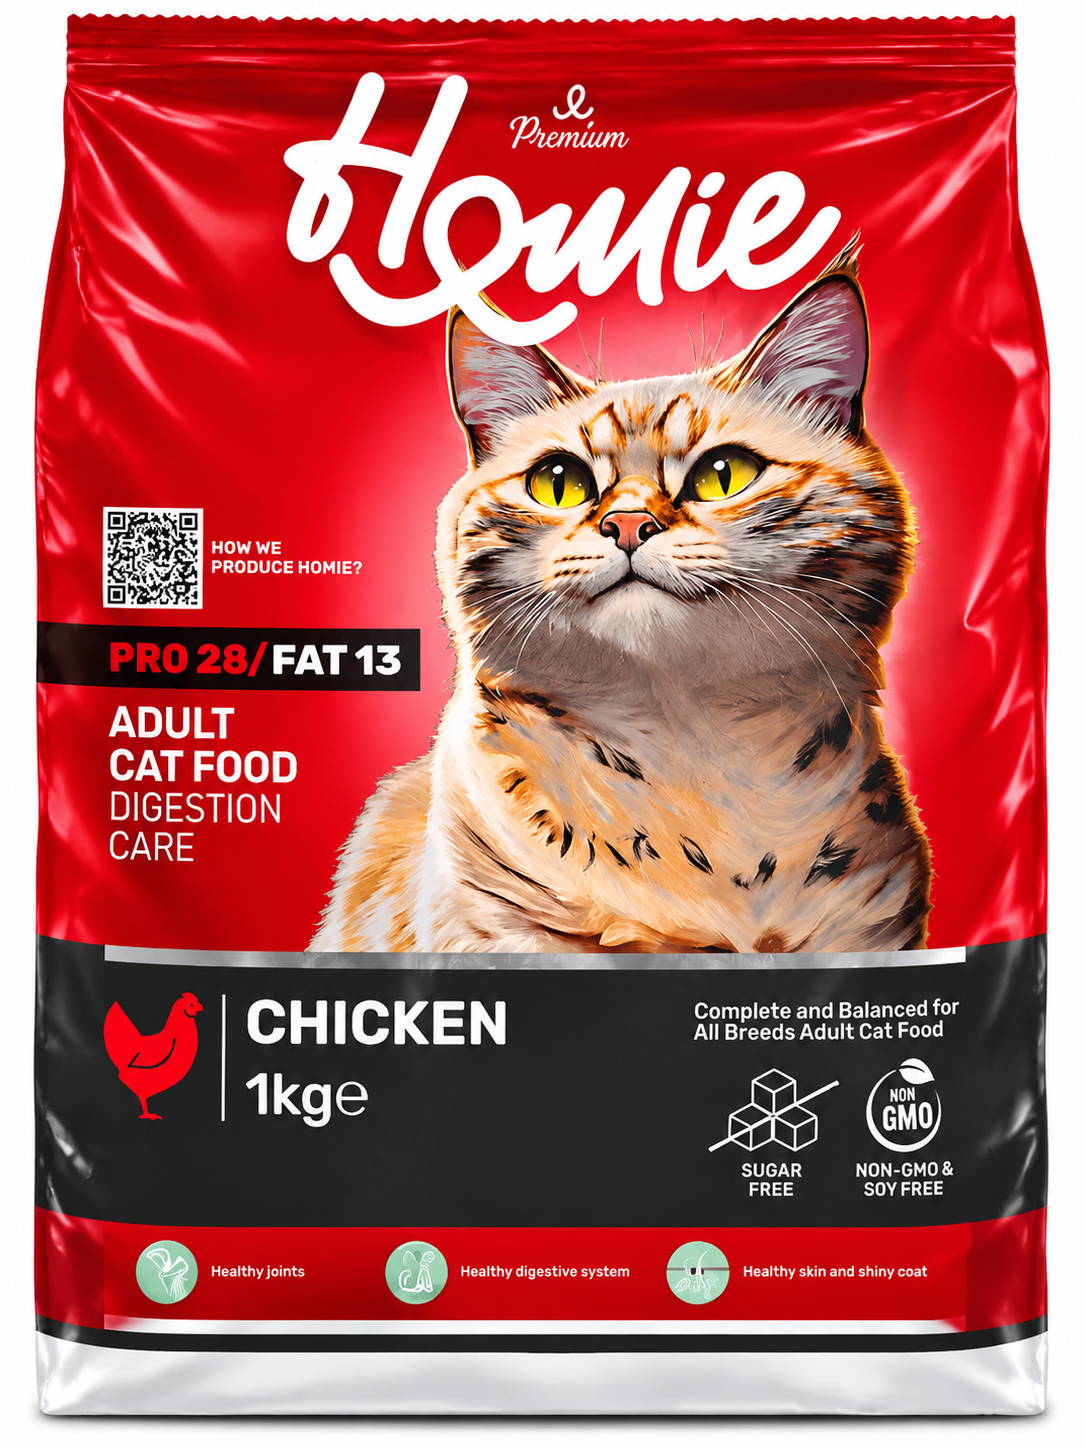 Premium
Homie
HOW WE
PRODUCE HOMIE?
PRO 28/FAT 13
ADULT
CAT FOOD
DIGESTION
CARE
CHICKEN
1kg℮
Complete and Balanced for
All Breeds Adult Cat Food
NON
GMO
SUGAR
FREE
NON-GMO &
SOY FREE
Healthy joints
Healthy digestive system
Healthy skin and shiny coat